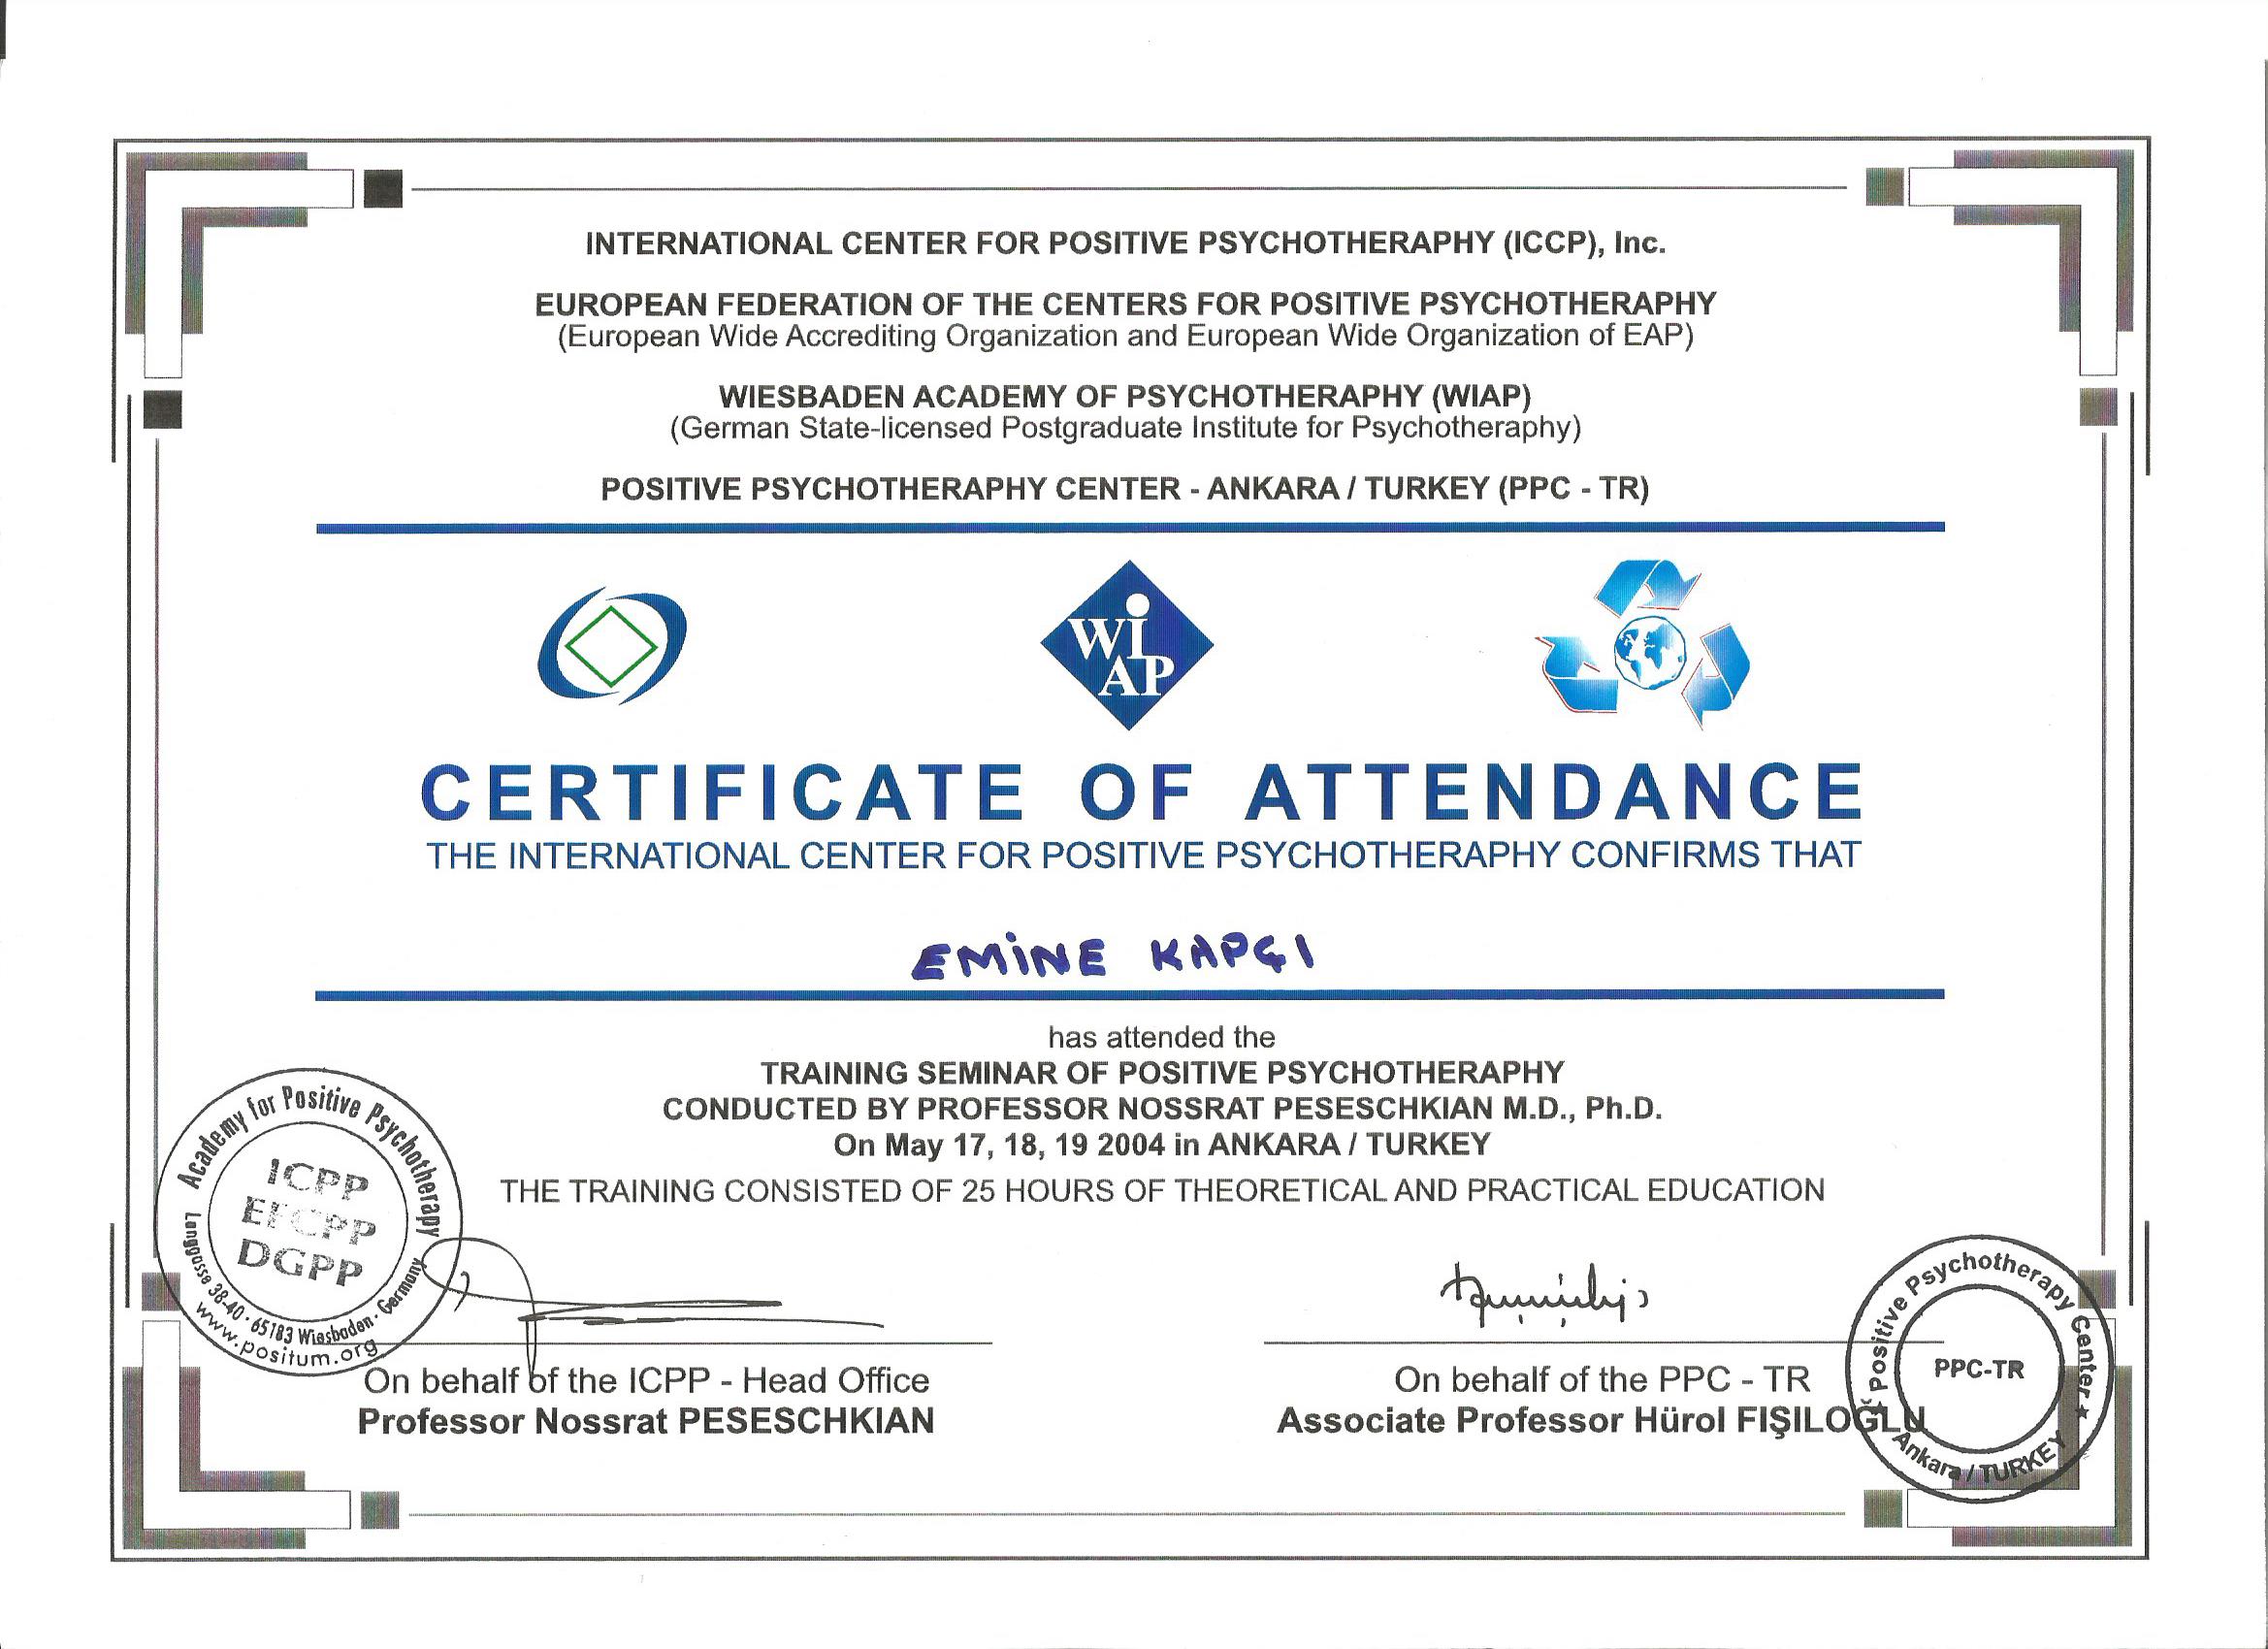 INTERNATIONAL CENTER FOR POSITIVE PSYCHOTHERAPHY (ICCP), Inc.
EUROPEAN FEDERATION OF THE CENTERS FOR POSITIVE PSYCHOTHERAPHY
(European Wide Accrediting Organization and European Wide Organization of EAP)
WIESBADEN ACADEMY OF PSYCHOTHERAPHY (WIAP)
(German State-licensed Postgraduate Institute for Psychotheraphy)
POSITIVE PSYCHOTHERAPHY CENTER - ANKARA / TURKEY (PPC - TR)
Wi
AP
CERTIFICATE OF ATTENDANCE
THE INTERNATIONAL CENTER FOR POSITIVE PSYCHOTHERAPHY CONFIRMS THAT
EMİNE KAPÇI
has attended the
TRAINING SEMINAR OF POSITIVE PSYCHOTHERAPHY
CONDUCTED BY PROFESSOR NOSSRAT PESESCHKIAN M.D., Ph.D.
On May 17, 18, 19 2004 in ANKARA / TURKEY
THE TRAINING CONSISTED OF 25 HOURS OF THEORETICAL AND PRACTICAL EDUCATION
Academy for Positive Psychotherapy
ICPP
EFCPP
DGPP
Langgasse 38-40 · 65183 Wiesbaden · Germany
www.positum.org
On behalf of the ICPP - Head Office
Professor Nossrat PESESCHKIAN
On behalf of the PPC - TR
Associate Professor Hürol FIŞILOĞLU
Positive Psychotherapy Center
PPC-TR
Ankara / TURKEY